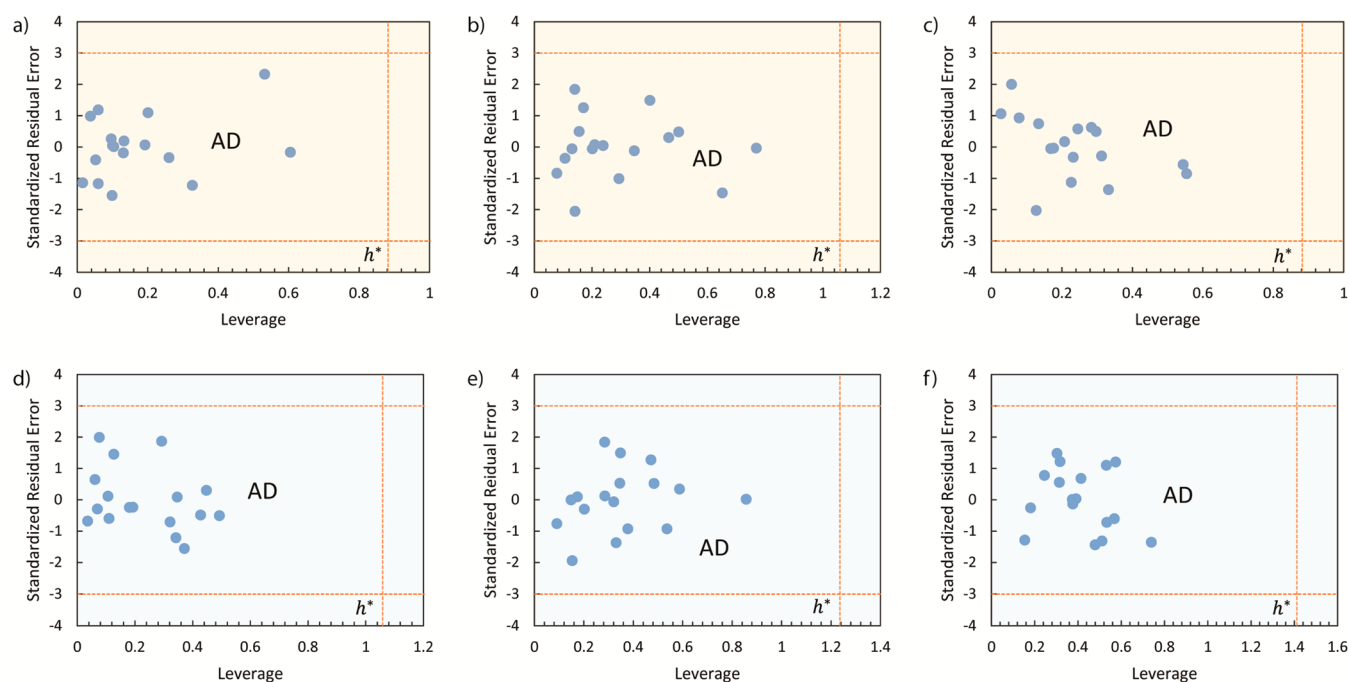 a)
Standardized Residual Error
4
3
2
1
0
-1
-2
-3
-4
AD
h*
0 0.2 0.4 0.6 0.8 1
Leverage
b)
Standardized Residual Error
4
3
2
1
0
-1
-2
-3
-4
AD
h*
0 0.2 0.4 0.6 0.8 1 1.2
Leverage
c)
Standardized Residual Error
4
3
2
1
0
-1
-2
-3
-4
AD
h*
0 0.2 0.4 0.6 0.8 1
Leverage
d)
Standardized Residual Error
4
3
2
1
0
-1
-2
-3
-4
AD
h*
0 0.2 0.4 0.6 0.8 1 1.2
Leverage
e)
Standardized Residual Error
4
3
2
1
0
-1
-2
-3
-4
AD
h*
0 0.2 0.4 0.6 0.8 1 1.2 1.4
Leverage
f)
Standardized Residual Error
4
3
2
1
0
-1
-2
-3
-4
AD
h*
0 0.2 0.4 0.6 0.8 1 1.2 1.4 1.6
Leverage